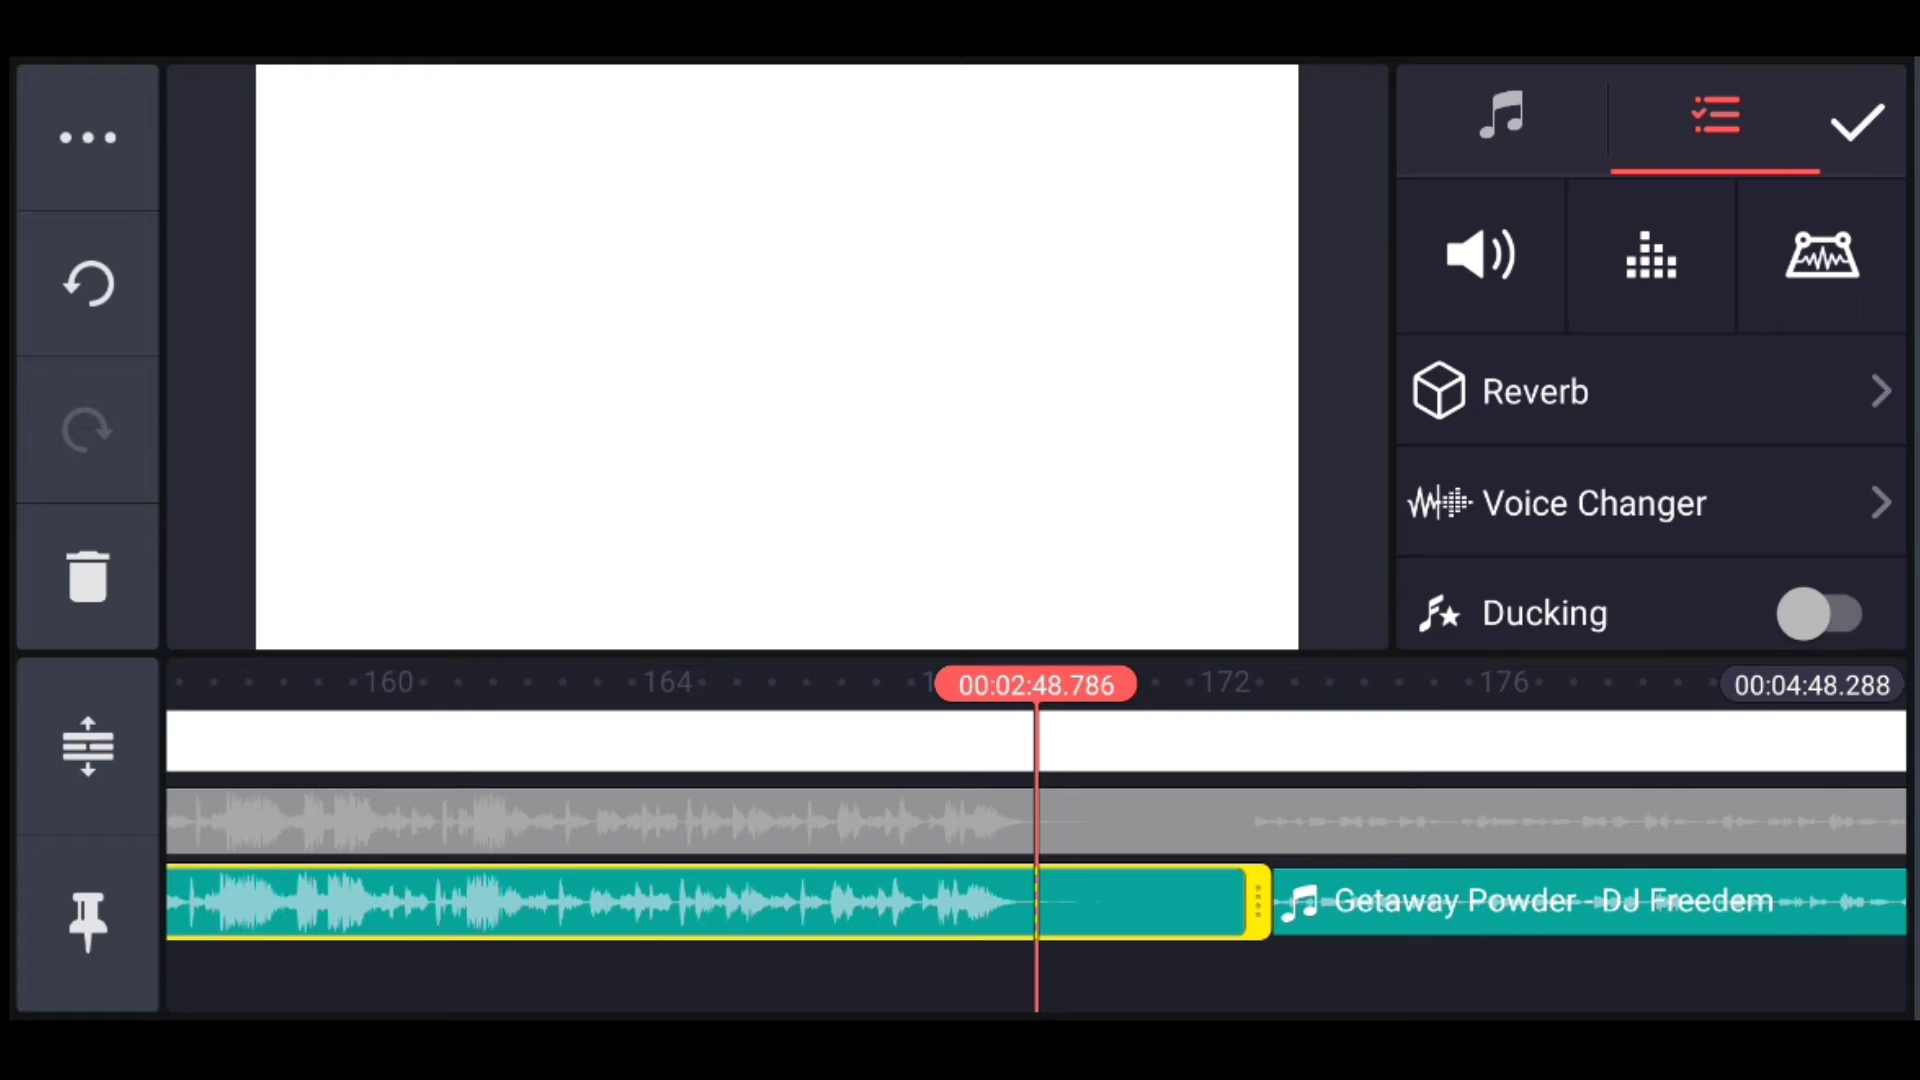 Reverb
Voice Changer
Ducking
160
164
00:02:48.786
172
176
00:04:48.288
Getaway Powder - DJ Freedem